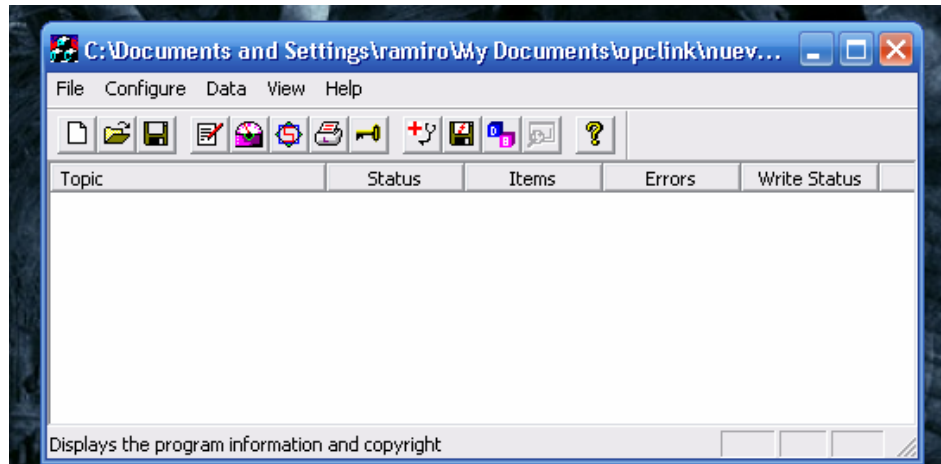 C:\Documents and Settings\ramiro\My Documents\opclink\nuev...
File Configure Data View Help
Topic Status Items Errors Write Status
Displays the program information and copyright